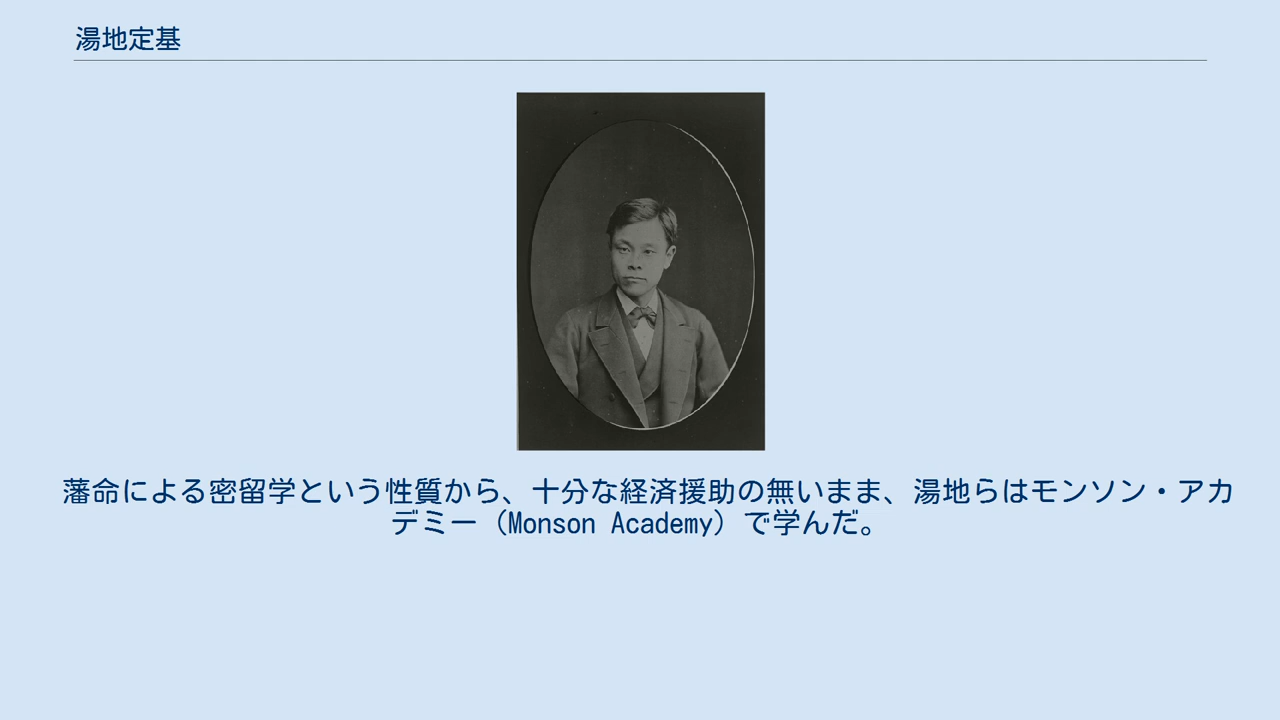 湯地定基
藩命による密留学という性質から、十分な経済援助の無いまま、湯地らはモンソン・アカ
デミー（Monson Academy）で学んだ。